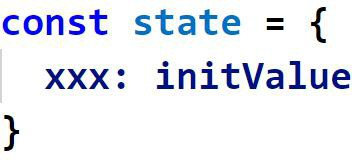 const state = {
  xxx: initValue
}